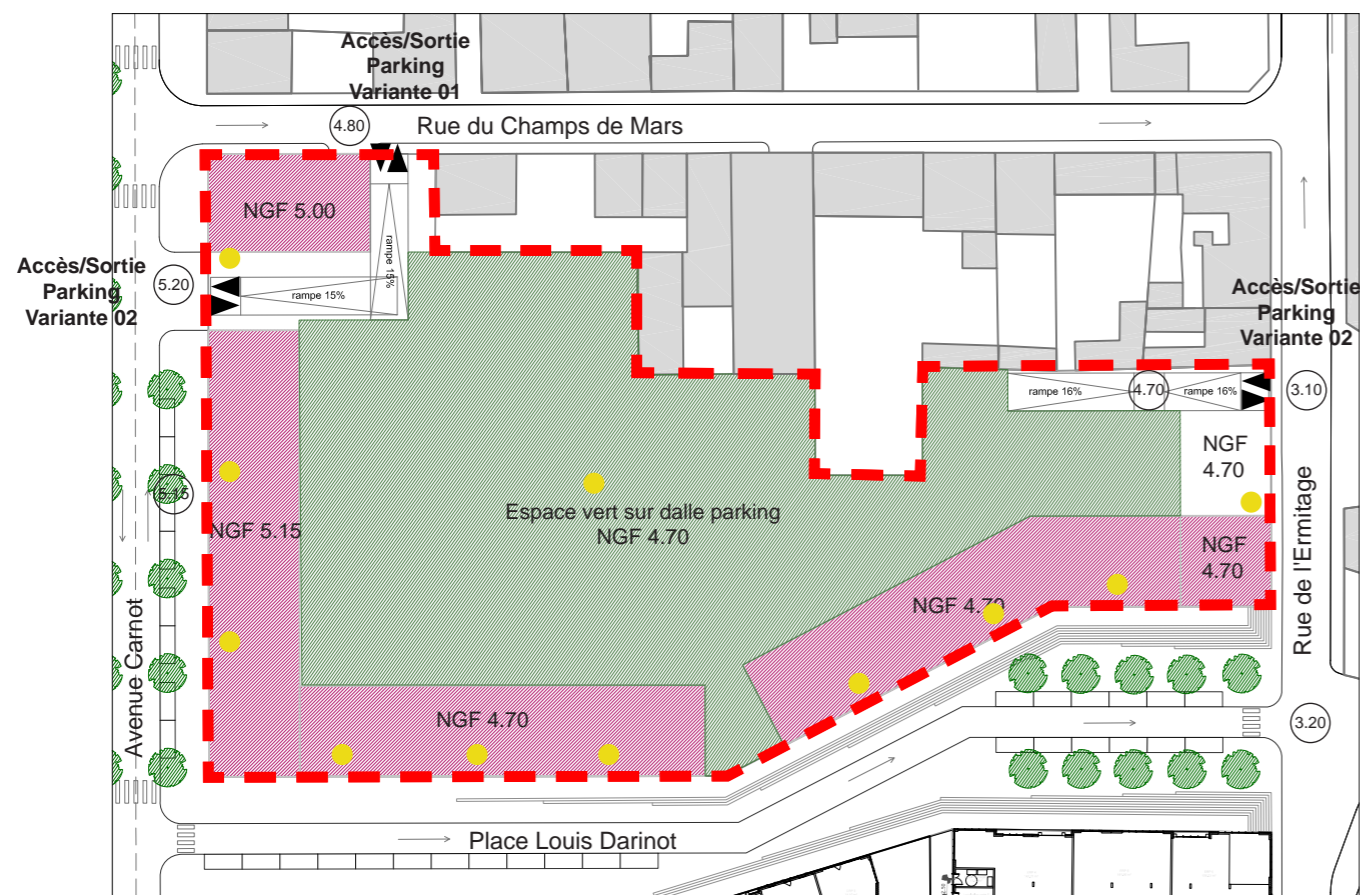 Accès/Sortie
Parking
Variante 01
4.80
Rue du Champs de Mars
NGF 5.00
rampe 15%
Accès/Sortie
Parking
Variante 02
5.20
rampe 15%
Accès/Sortie
Parking
Variante 02
rampe 16%
4.70
rampe 16%
3.10
NGF
4.70
5.15
NGF 5.15
Espace vert sur dalle parking
NGF 4.70
NGF
4.70
NGF 4.70
Rue de l'Ermitage
Avenue Carnot
NGF 4.70
3.20
Place Louis Darinot